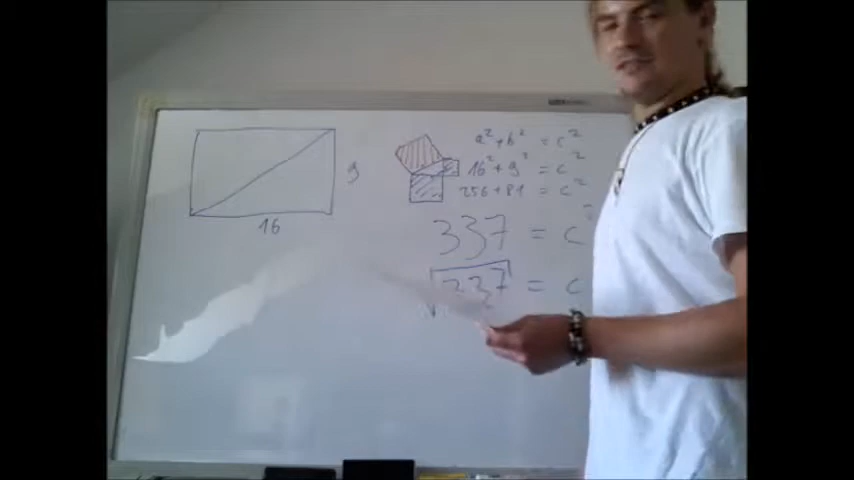 9
16
a² + b² = c²
16² + 9² = c²
256 + 81 = c²
337 = c²
√337 = c